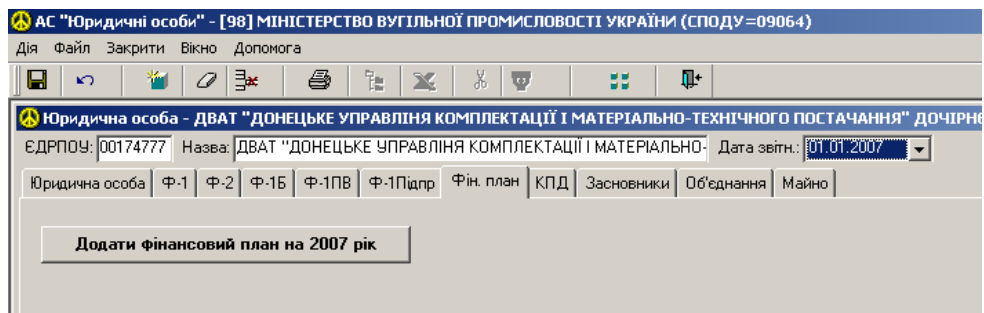 АС "Юридичні особи" - [98] МІНІСТЕРСТВО ВУГІЛЬНОЇ ПРОМИСЛОВОСТІ УКРАЇНИ (СПОДУ=09064)
Дія Файл Закрити Вікно Допомога
Юридична особа - ДВАТ "ДОНЕЦЬКЕ УПРАВЛІНЯ КОМПЛЕКТАЦІЇ І МАТЕРІАЛЬНО-ТЕХНІЧНОГО ПОСТАЧАННЯ" ДОЧІРНЄ
ЄДРПОУ: 00174777 Назва: ДВАТ "ДОНЕЦЬКЕ УПРАВЛІНЯ КОМПЛЕКТАЦІЇ І МАТЕРІАЛЬНО- Дата звітн.: 01.01.2007
Юридична особа Ф-1 Ф-2 Ф-1Б Ф-1ПВ Ф-1Підпр Фін. план КПД Засновники Об'єднання Майно
Додати фінансовий план на 2007 рік